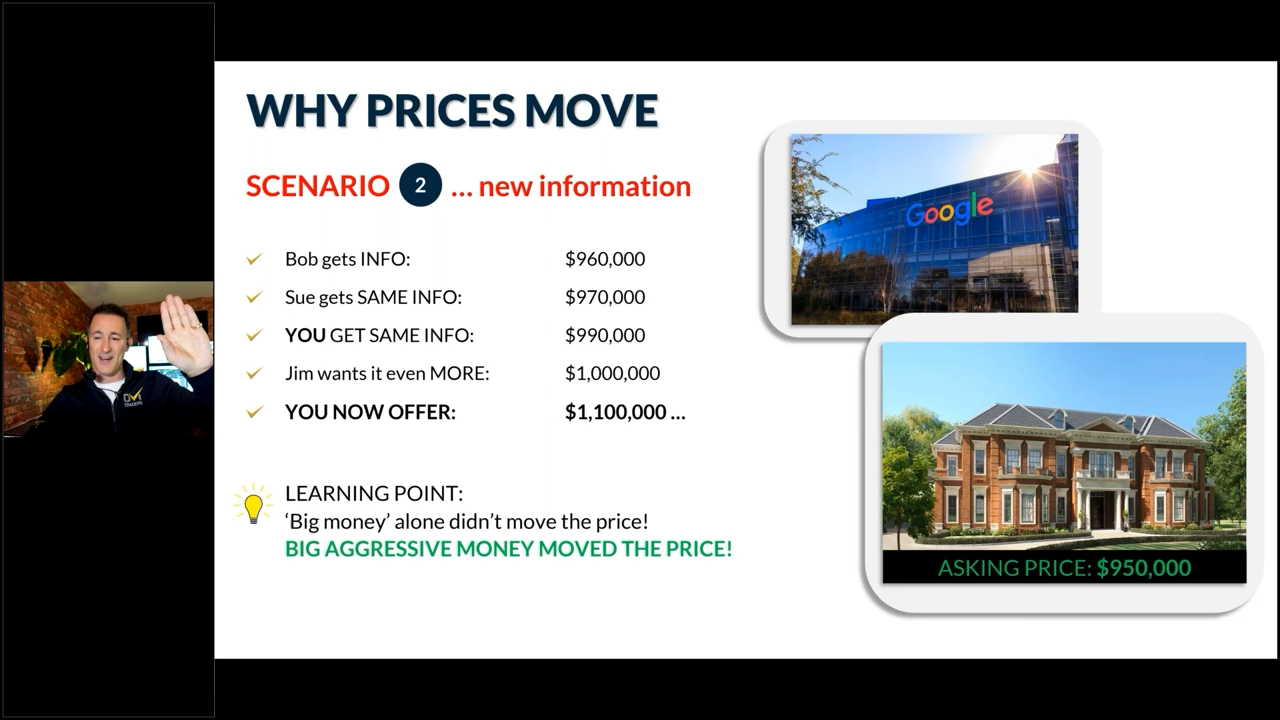 WHY PRICES MOVE
SCENARIO 2 ... new information
Bob gets INFO: $960,000
Sue gets SAME INFO: $970,000
YOU GET SAME INFO: $990,000
Jim wants it even MORE: $1,000,000
YOU NOW OFFER: $1,100,000 ...
LEARNING POINT:
‘Big money’ alone didn’t move the price!
BIG AGGRESSIVE MONEY MOVED THE PRICE!
Google
ASKING PRICE: $950,000